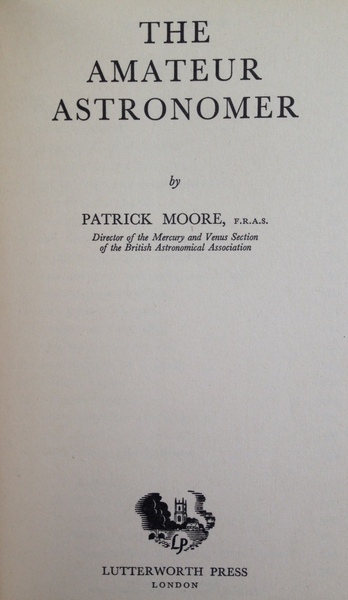 THE
AMATEUR
ASTRONOMER
by
PATRICK MOORE, F.R.A.S.
Director of the Mercury and Venus Section
of the British Astronomical Association
LP
LUTTERWORTH PRESS
LONDON